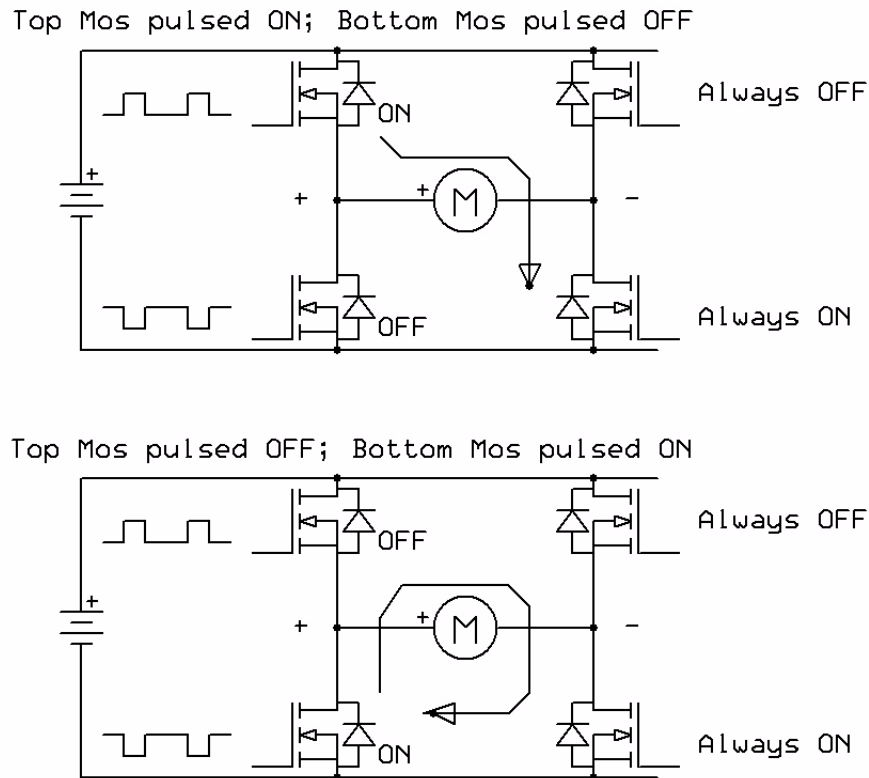 Top Mos pulsed ON; Bottom Mos pulsed OFF
ON
Always OFF
+
+
+
M
-
OFF
Always ON
Top Mos pulsed OFF; Bottom Mos pulsed ON
OFF
Always OFF
+
+
+
M
-
ON
Always ON